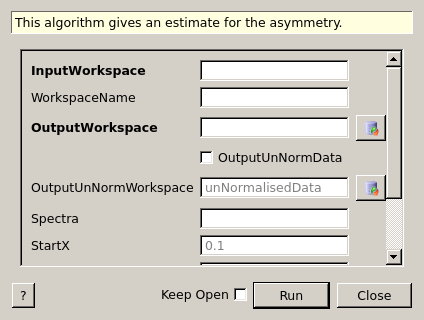 This algorithm gives an estimate for the asymmetry.
InputWorkspace
WorkspaceName
OutputWorkspace
OutputUnNormData
OutputUnNormWorkspace unNormalisedData
Spectra
StartX 0.1
? Keep Open Run Close